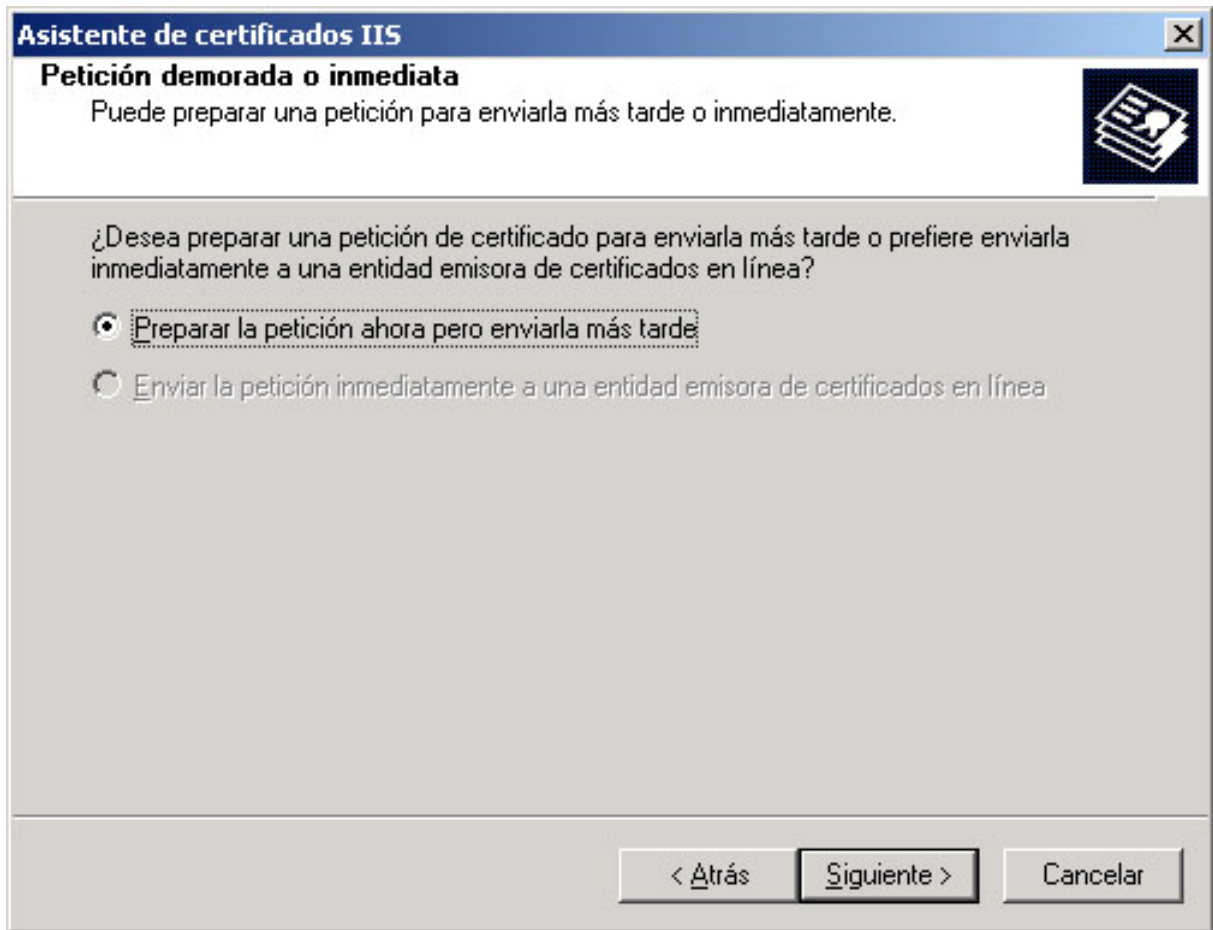 Asistente de certificados IIS
Petición demorada o inmediata
Puede preparar una petición para enviarla más tarde o inmediatamente.
¿Desea preparar una petición de certificado para enviarla más tarde o prefiere enviarla
inmediatamente a una entidad emisora de certificados en línea?
Preparar la petición ahora pero enviarla más tarde
Enviar la petición inmediatamente a una entidad emisora de certificados en línea
< Atrás Siguiente > Cancelar